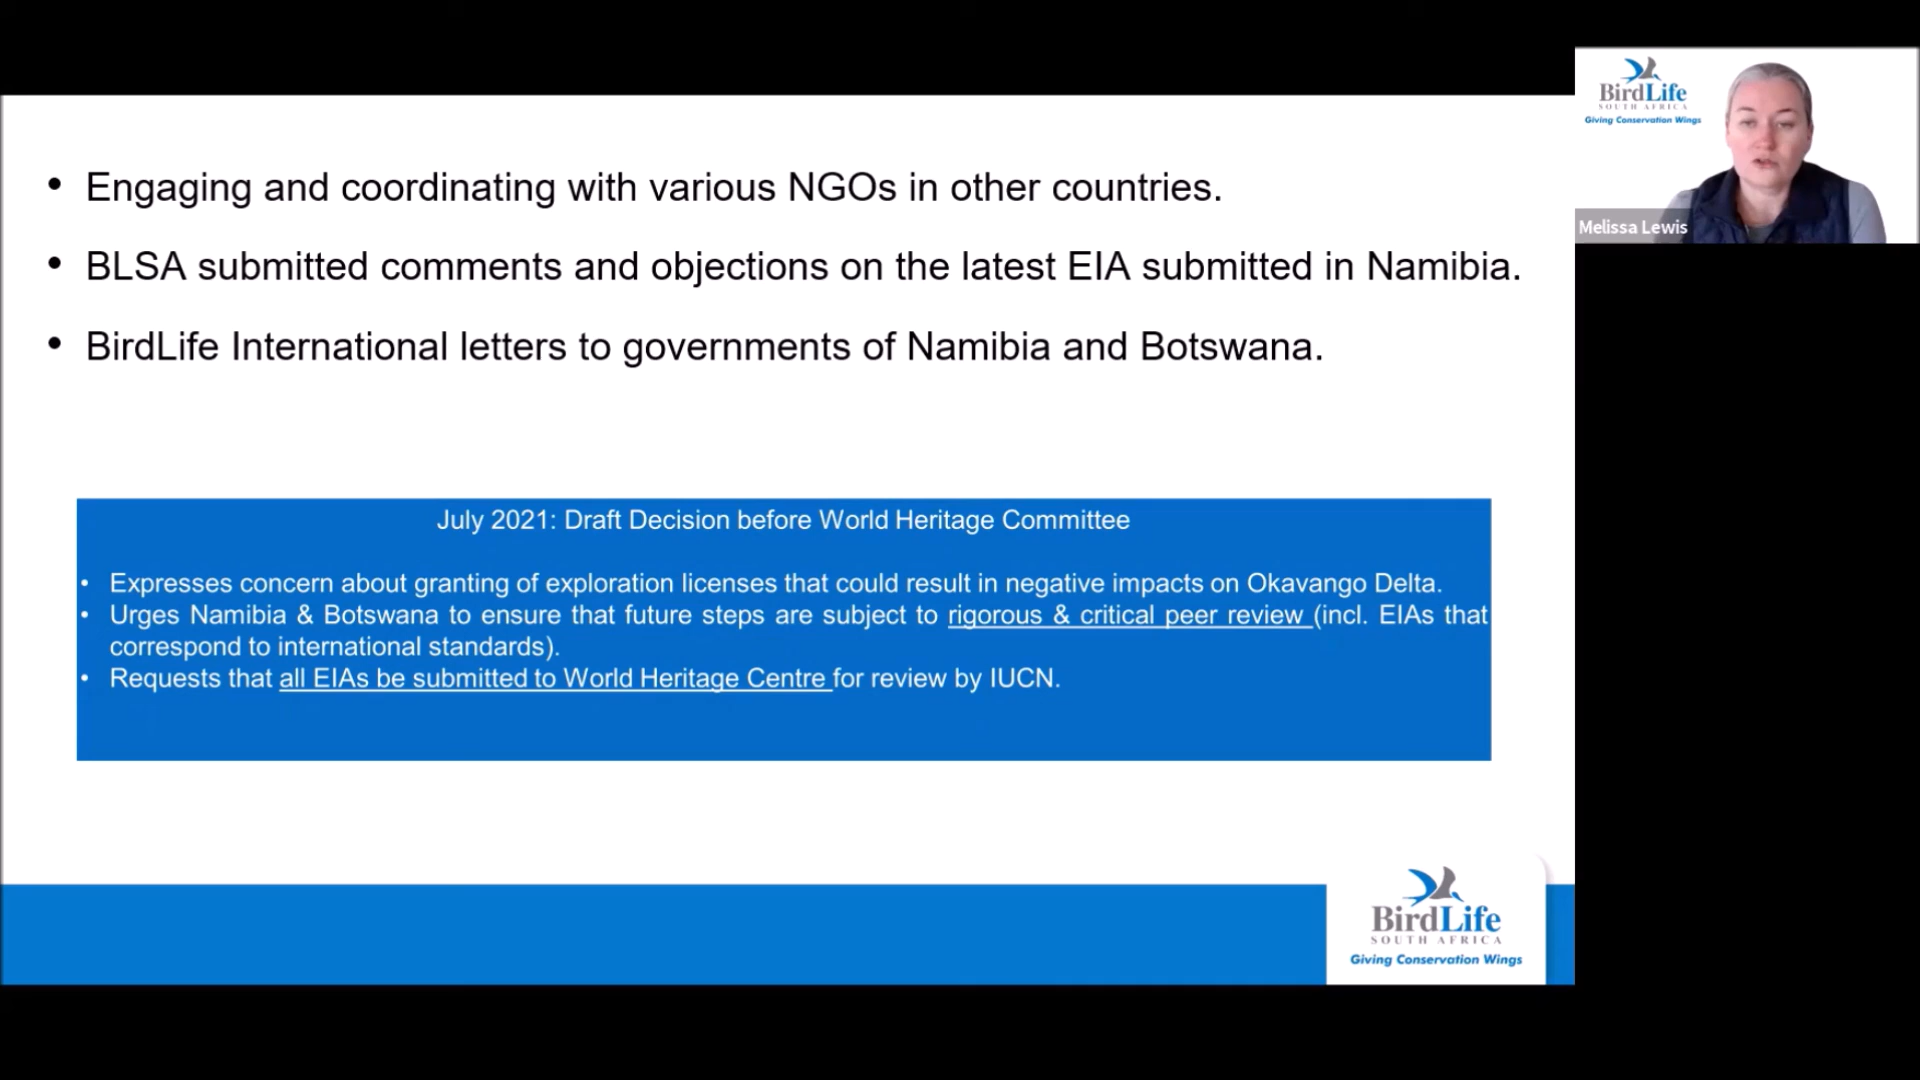 • Engaging and coordinating with various NGOs in other countries.
• BLSA submitted comments and objections on the latest EIA submitted in Namibia.
• BirdLife International letters to governments of Namibia and Botswana.
July 2021: Draft Decision before World Heritage Committee
• Expresses concern about granting of exploration licenses that could result in negative impacts on Okavango Delta.
• Urges Namibia & Botswana to ensure that future steps are subject to rigorous & critical peer review (incl. EIAs that
correspond to international standards).
• Requests that all EIAs be submitted to World Heritage Centre for review by IUCN.
BirdLife
SOUTH AFRICA
Giving Conservation Wings
BirdLife
SOUTH AFRICA
Giving Conservation Wings
Melissa Lewis